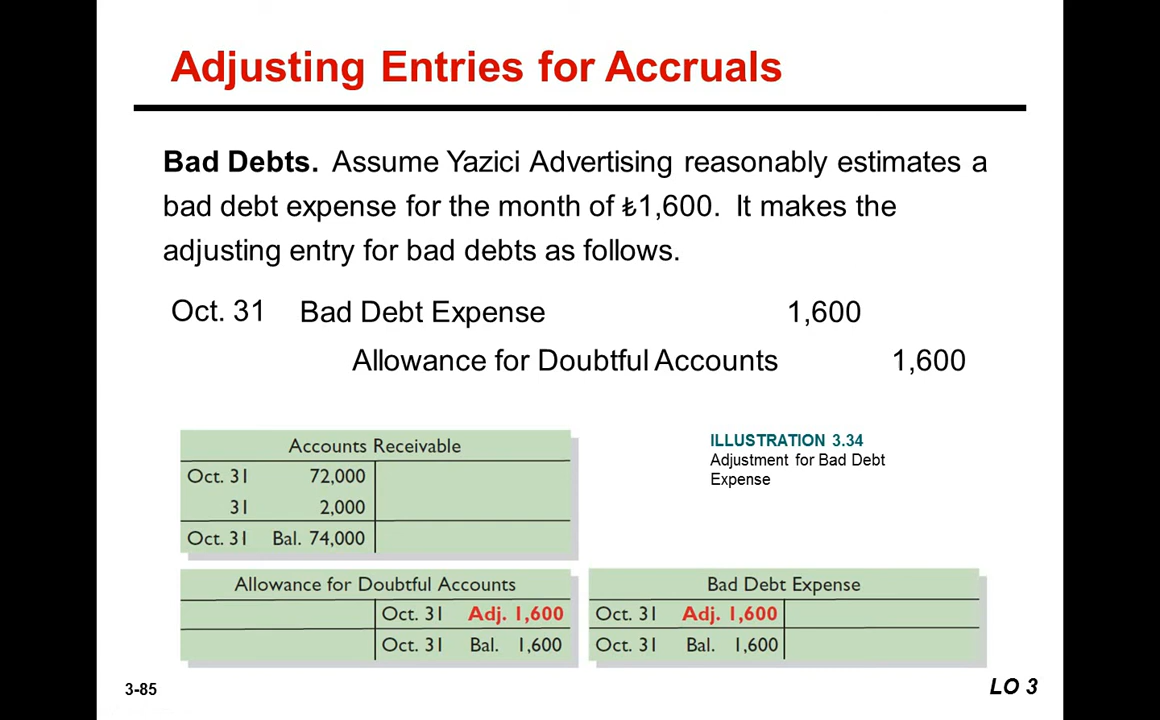 Adjusting Entries for Accruals
Bad Debts. Assume Yazici Advertising reasonably estimates a
bad debt expense for the month of ₺1,600. It makes the
adjusting entry for bad debts as follows.
Oct. 31 Bad Debt Expense 1,600
Allowance for Doubtful Accounts 1,600
Accounts Receivable
Oct. 31 72,000
31 2,000
Oct. 31 Bal. 74,000
ILLUSTRATION 3.34
Adjustment for Bad Debt
Expense
Allowance for Doubtful Accounts
Oct. 31 Adj. 1,600
Oct. 31 Bal. 1,600
Bad Debt Expense
Oct. 31 Adj. 1,600
Oct. 31 Bal. 1,600
3-85
LO 3